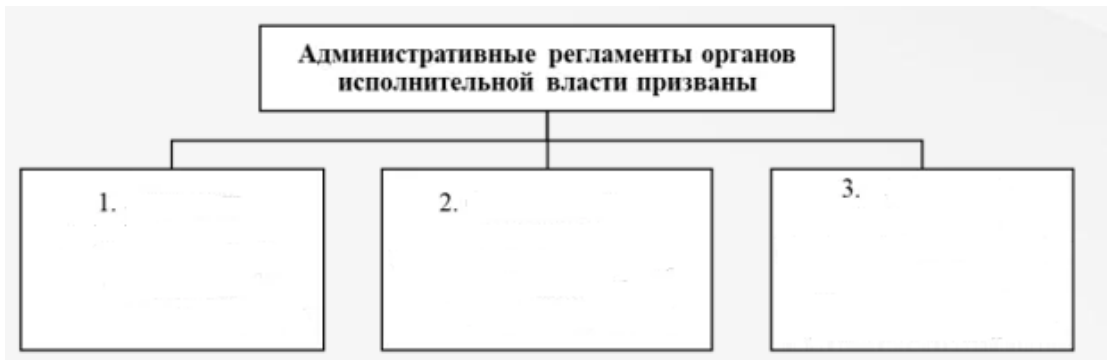 Административные регламенты органов
исполнительной власти призваны
1.
2.
3.